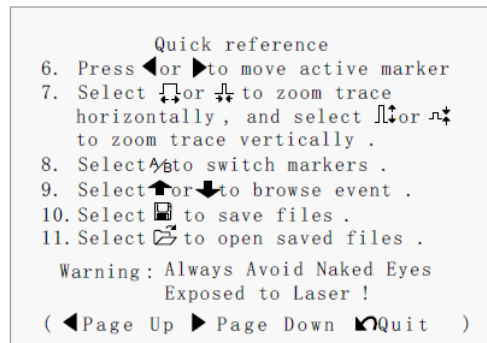 Quick reference
6. Press ◀or ▶to move active marker
7. Select or to zoom trace
horizontally , and select or
to zoom trace vertically .
8. Select A/Bto switch markers .
9. Select🡅or🡇to browse event .
10. Select to save files .
11. Select to open saved files .
Warning : Always Avoid Naked Eyes
Exposed to Laser !
( ◀Page Up ▶ Page Down Quit )